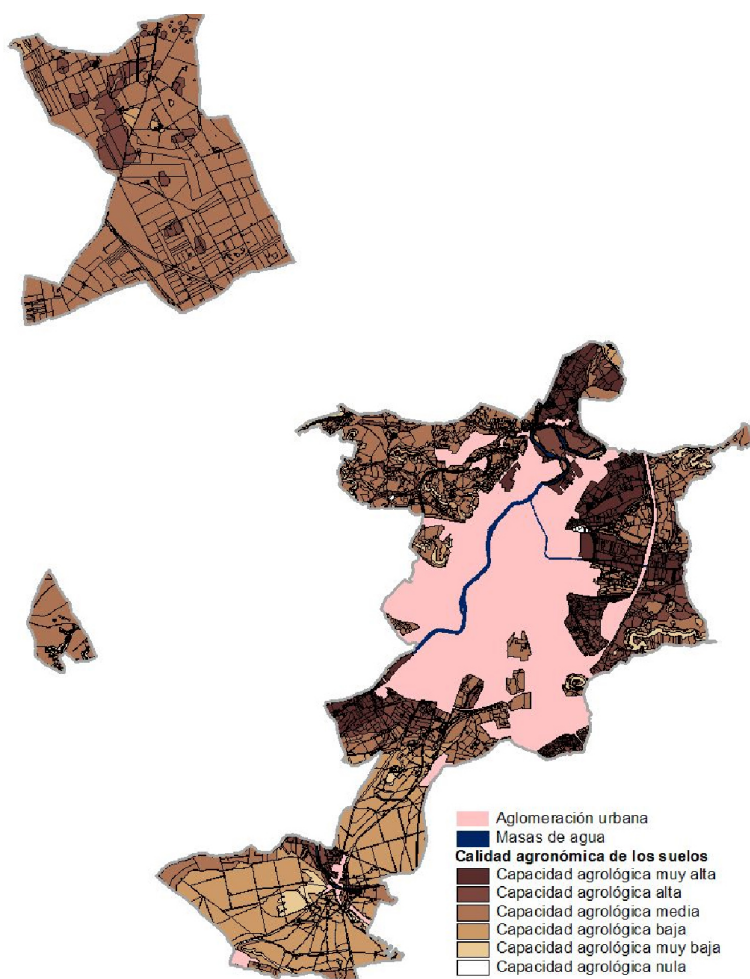 Aglomeración urbana
Masas de agua
Calidad agronómica de los suelos
Capacidad agrológica muy alta
Capacidad agrológica alta
Capacidad agrológica media
Capacidad agrológica baja
Capacidad agrológica muy baja
Capacidad agrológica nula